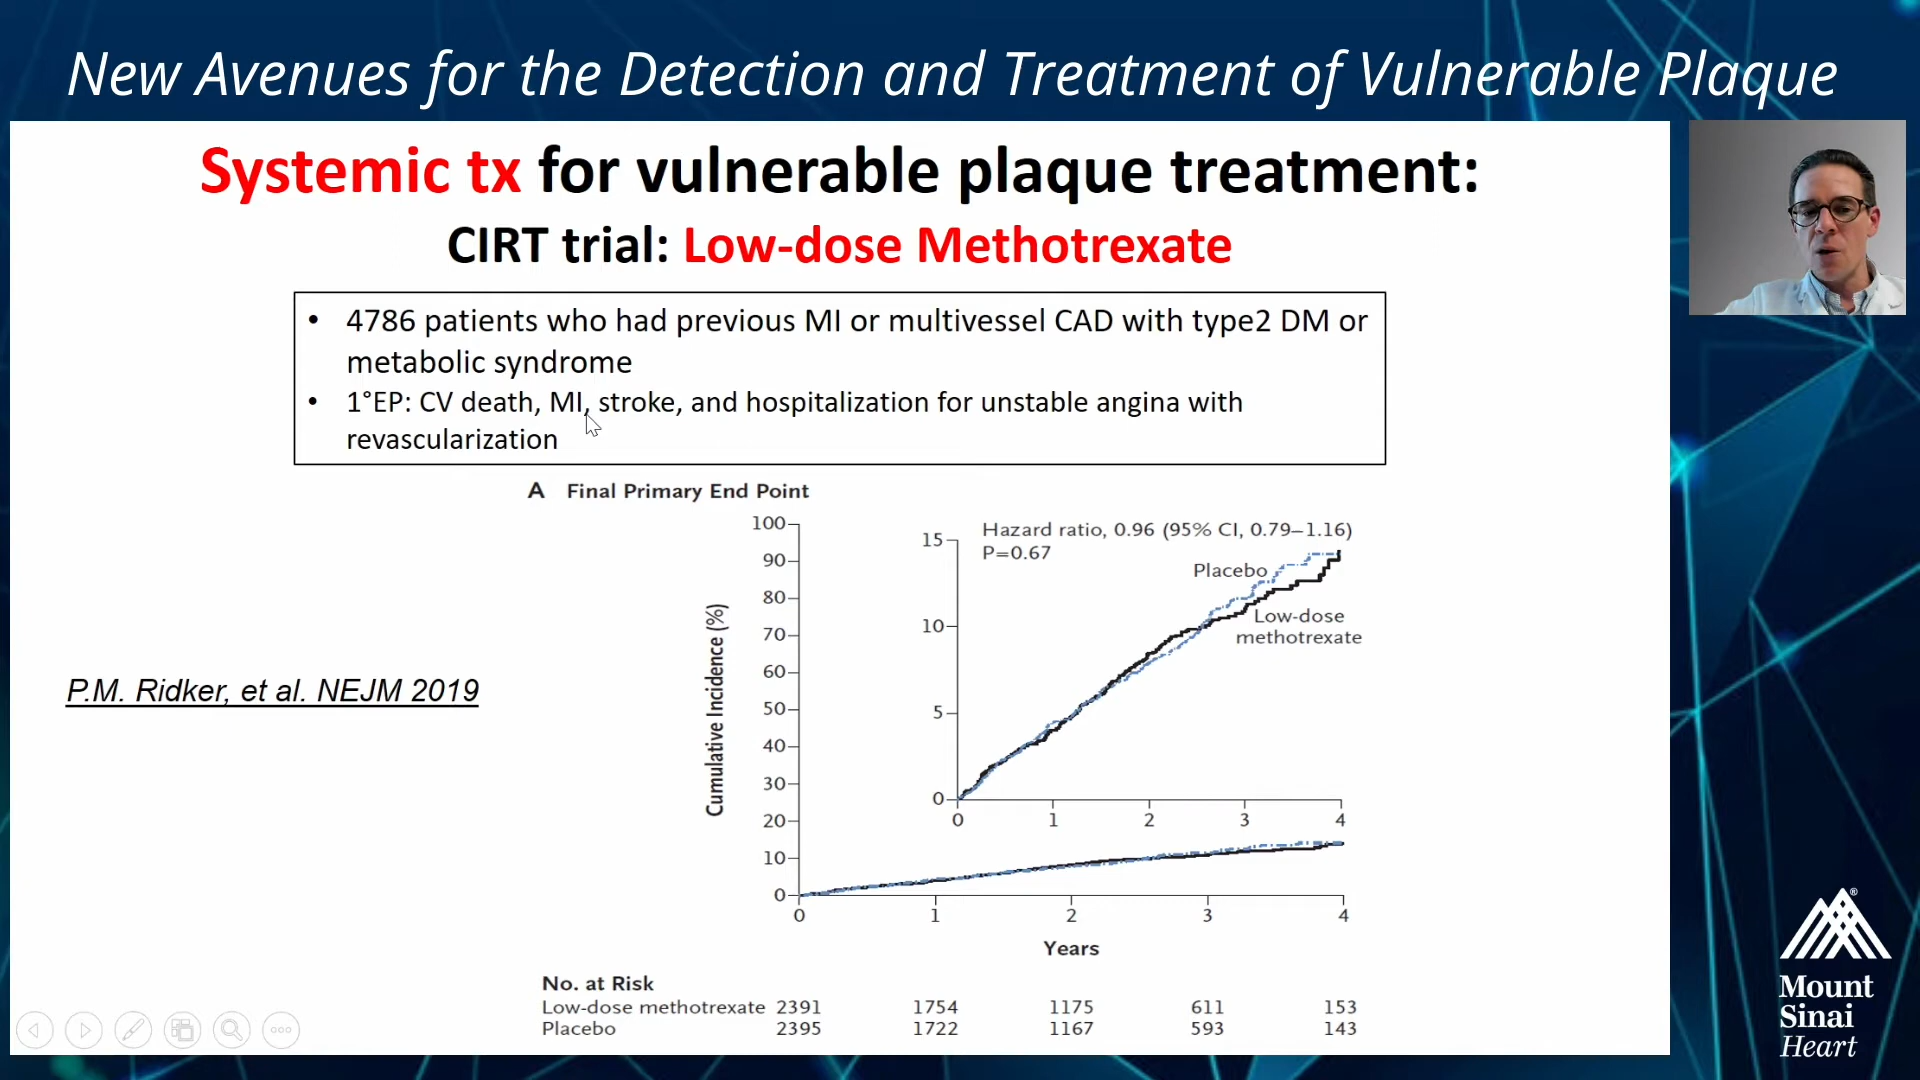 New Avenues for the Detection and Treatment of Vulnerable Plaque
Systemic tx for vulnerable plaque treatment:
CIRT trial: Low-dose Methotrexate
• 4786 patients who had previous MI or multivessel CAD with type2 DM or
metabolic syndrome
• 1°EP: CV death, MI, stroke, and hospitalization for unstable angina with
revascularization
A Final Primary End Point
Cumulative Incidence (%)
100
90
80
70
60
50
40
30
20
10
0
0 1 2 3 4
Years
Hazard ratio, 0.96 (95% CI, 0.79–1.16)
P=0.67
15
10
5
0
0 1 2 3 4
Placebo
Low-dose
methotrexate
P.M. Ridker, et al. NEJM 2019
No. at Risk
Low-dose methotrexate 2391 1754 1175 611 153
Placebo 2395 1722 1167 593 143
®
Mount
Sinai
Heart